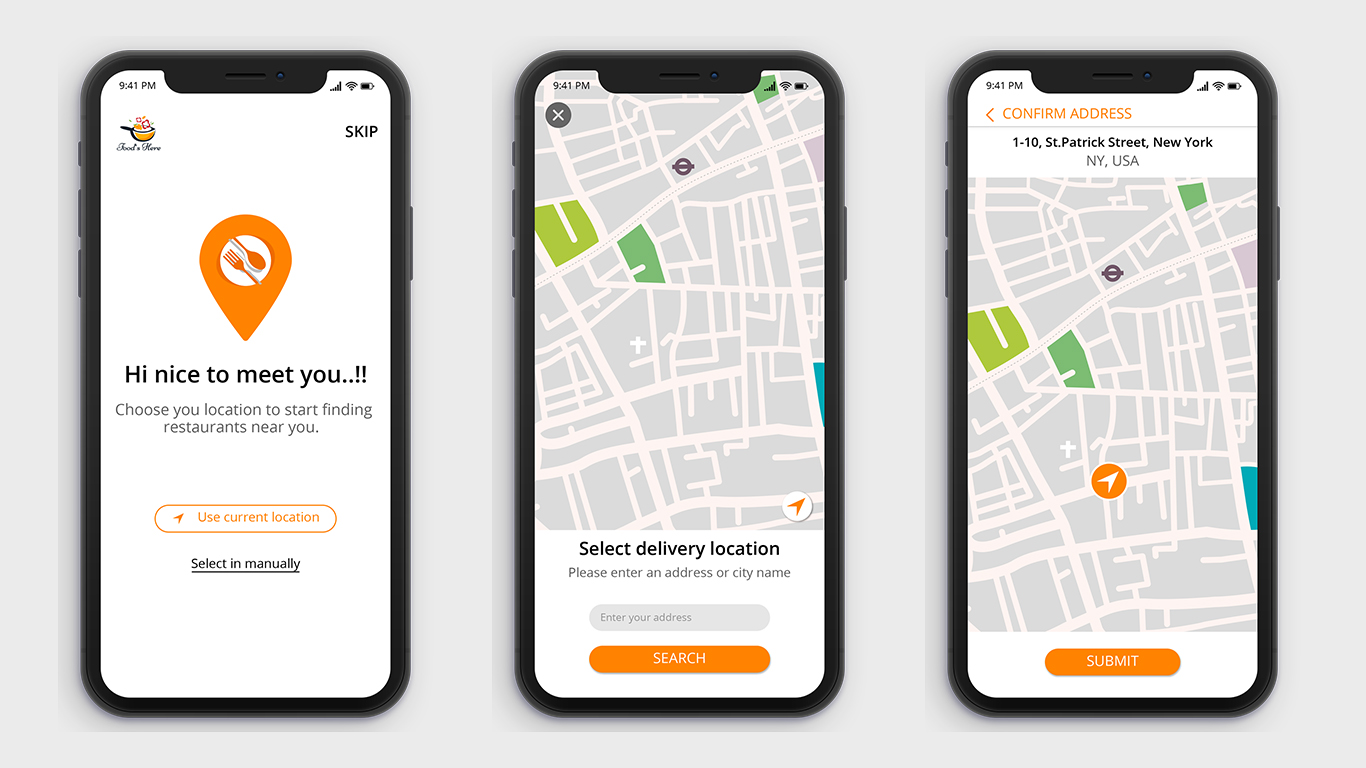 9:41 PM
Food's Here
SKIP
Hi nice to meet you..!!
Choose you location to start finding
restaurants near you.
Use current location
Select in manually
9:41 PM
Select delivery location
Please enter an address or city name
Enter your address
SEARCH
9:41 PM
CONFIRM ADDRESS
1-10, St.Patrick Street, New York
NY, USA
SUBMIT